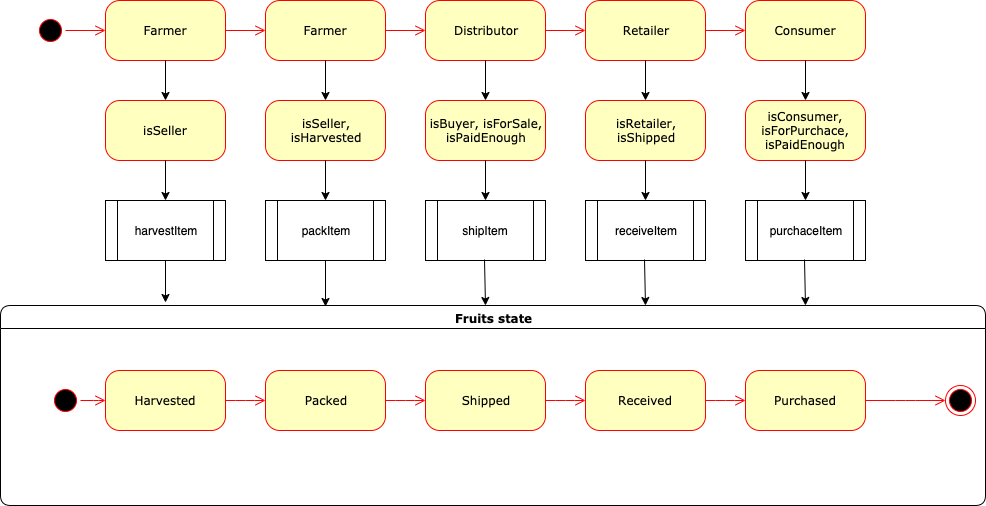 Farmer
Farmer
Distributor
Retailer
Consumer
isSeller
isSeller,
isHarvested
isBuyer, isForSale,
isPaidEnough
isRetailer,
isShipped
isConsumer,
isForPurchace,
isPaidEnough
harvestItem
packItem
shipItem
receiveItem
purchaceItem
Fruits state
Harvested
Packed
Shipped
Received
Purchased